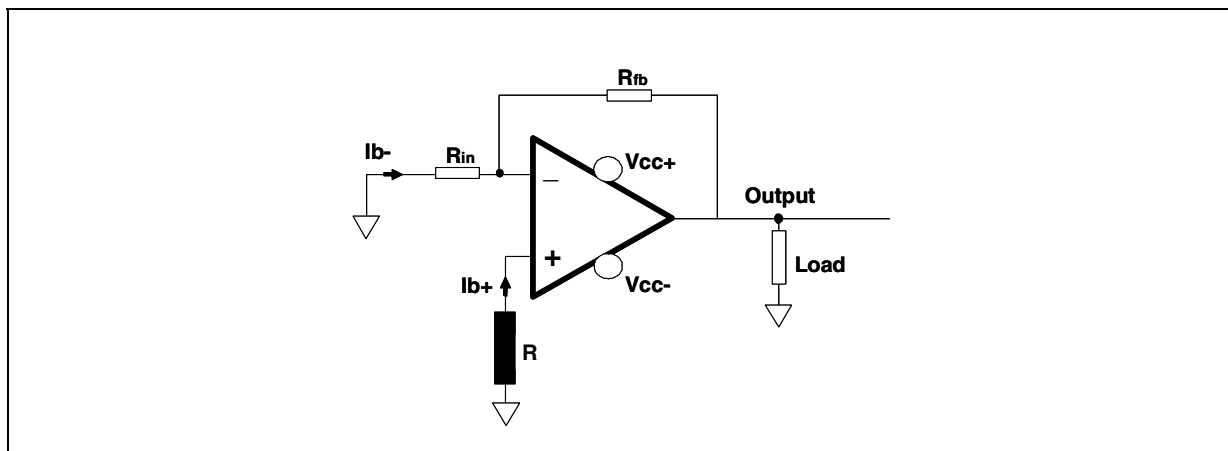 Rfb
Ib- Rin
Vcc+
−
Output
+
Load
Ib+
Vcc-
R